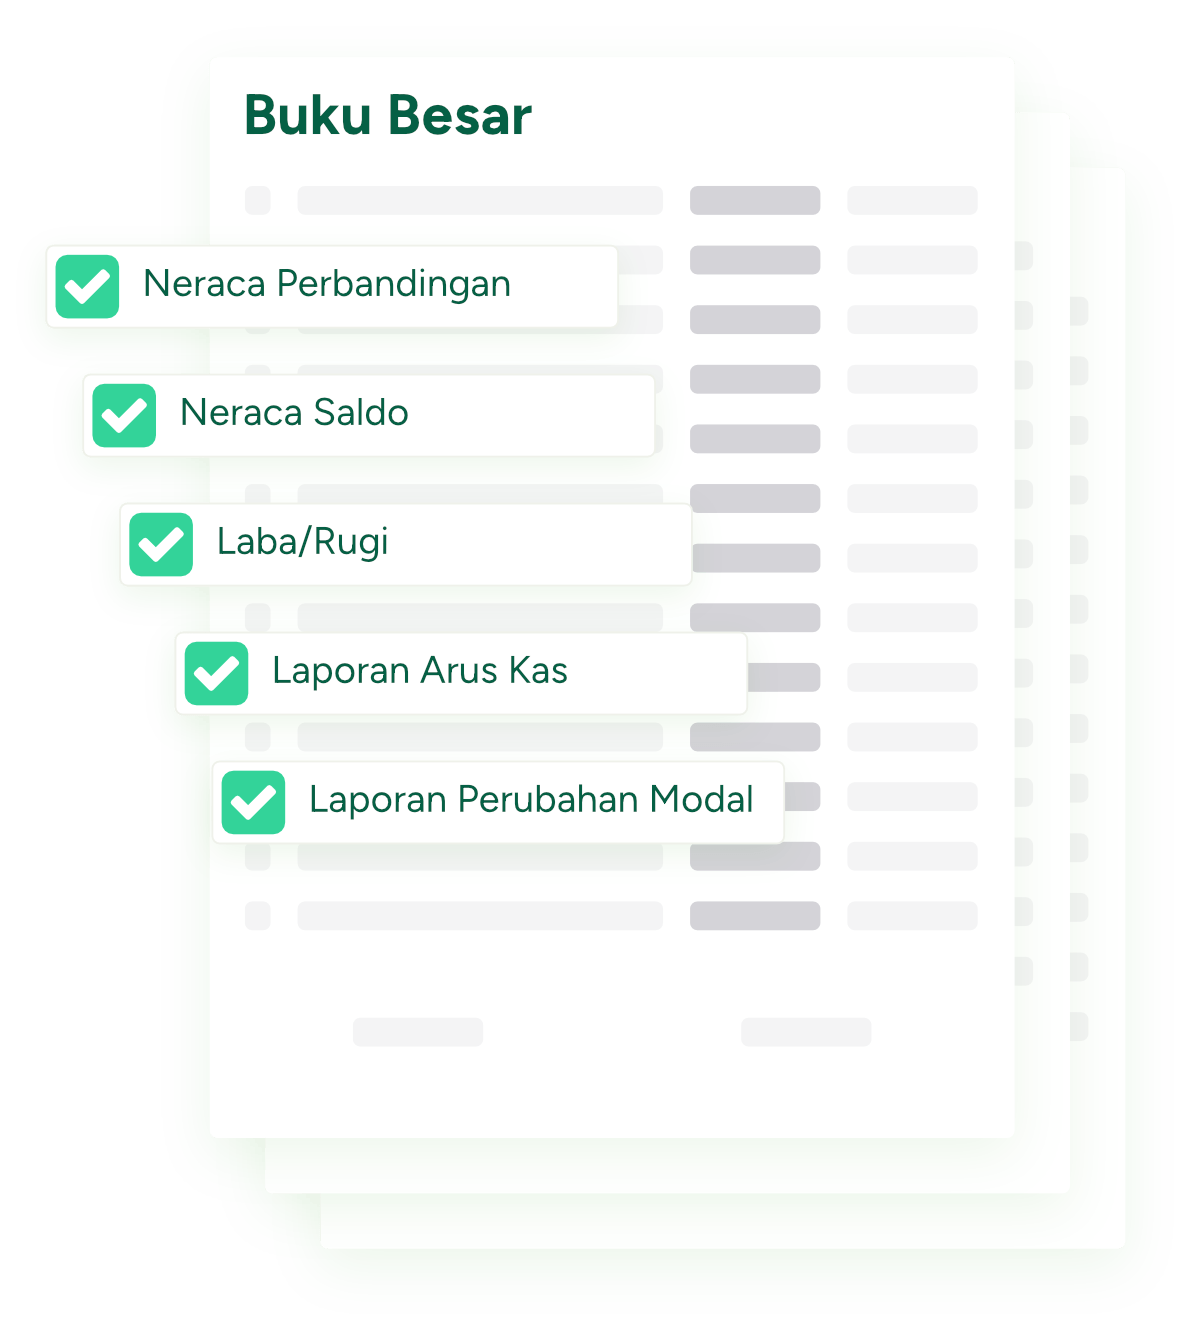 Buku Besar
Neraca Perbandingan
Neraca Saldo
Laba/Rugi
Laporan Arus Kas
Laporan Perubahan Modal